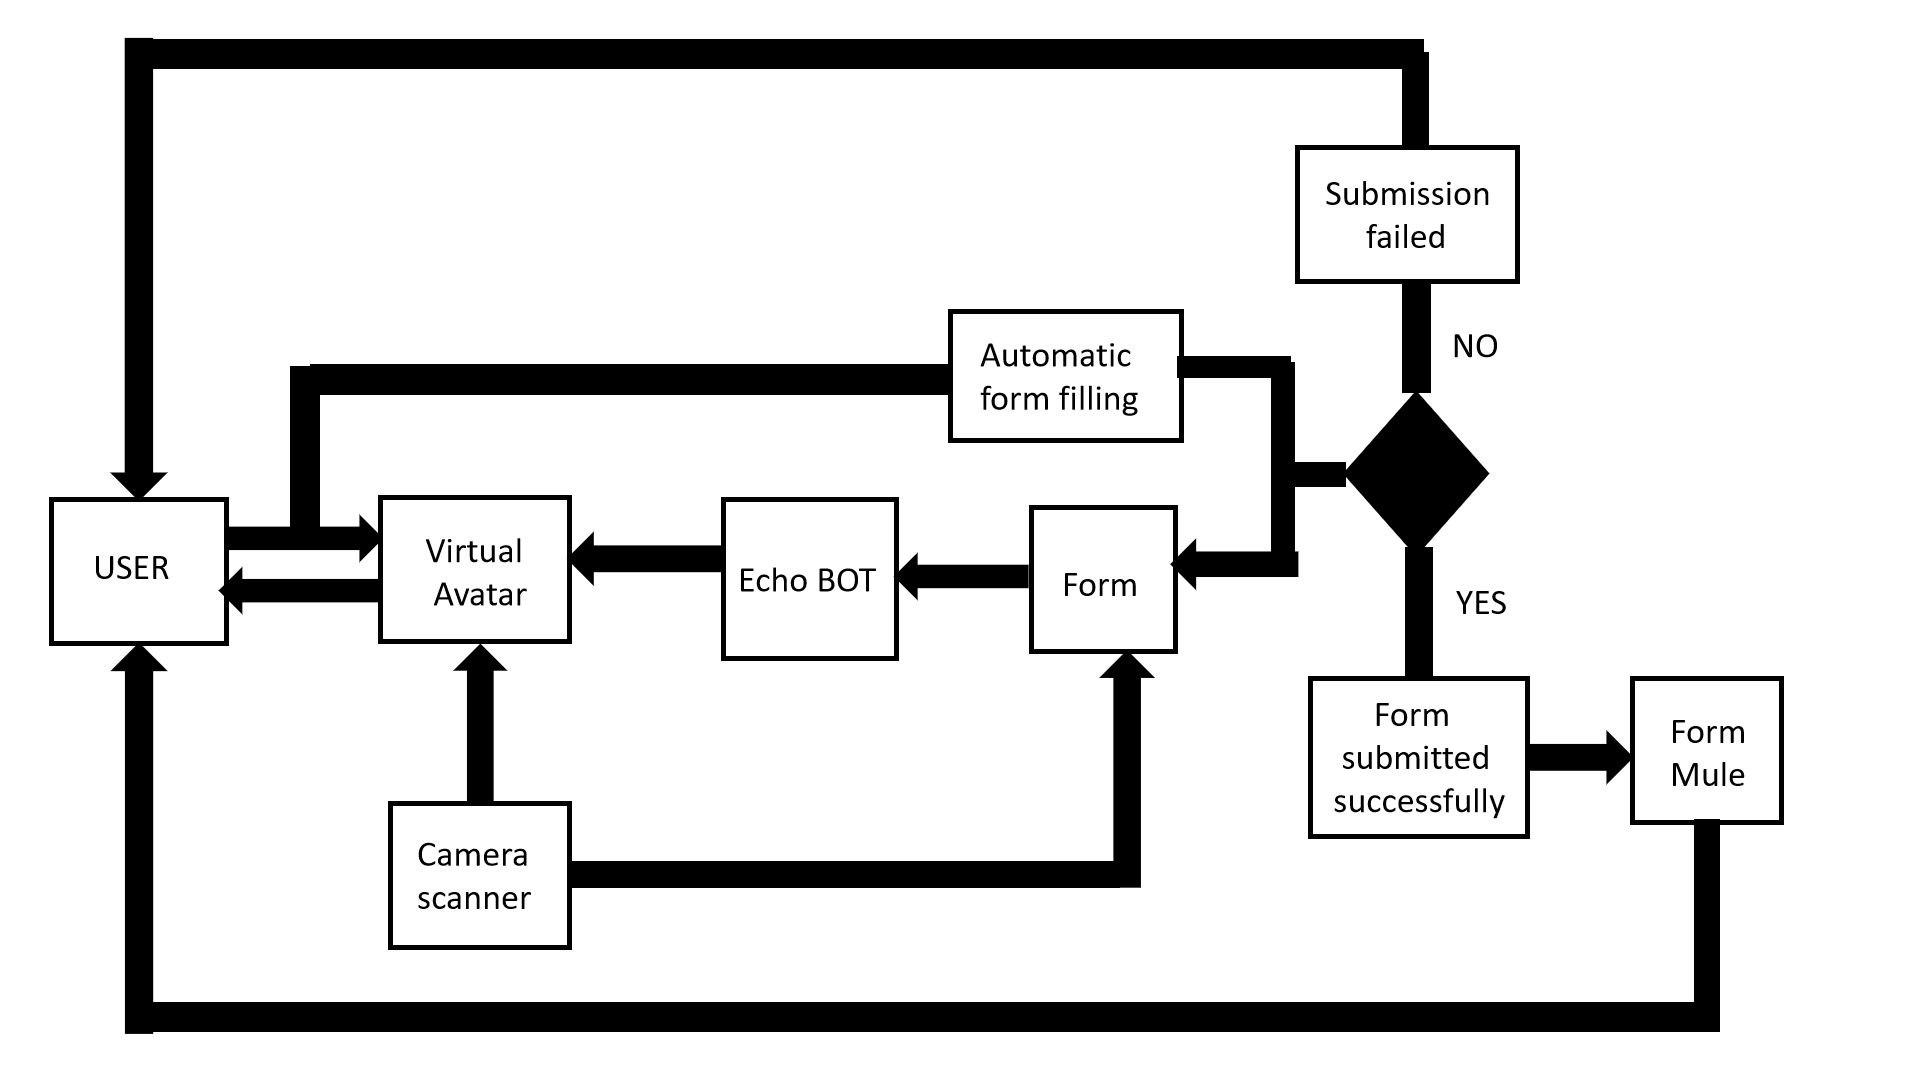 Submission
failed
NO
Automatic
form filling
USER
Virtual
Avatar
Echo BOT
Form
YES
Form
submitted
successfully
Form
Mule
Camera
scanner